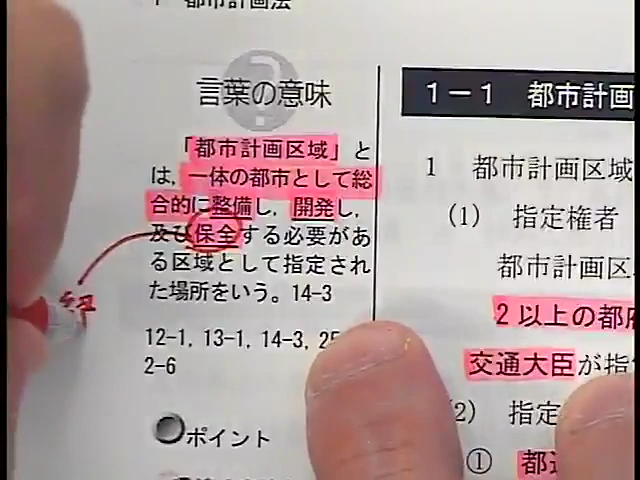 都市計画法
言葉の意味
「都市計画区域」と
は，一体の都市として総
合的に整備し，開発し，
及び保全する必要があ
る区域として指定され
た場所をいう。14-3
12-1, 13-1, 14-3,
2-6
ポイント
1－1 都市計画
1 都市計画区域
(1) 指定権者
都市計画区
2以上の都府
交通大臣が指
2) 指定
①